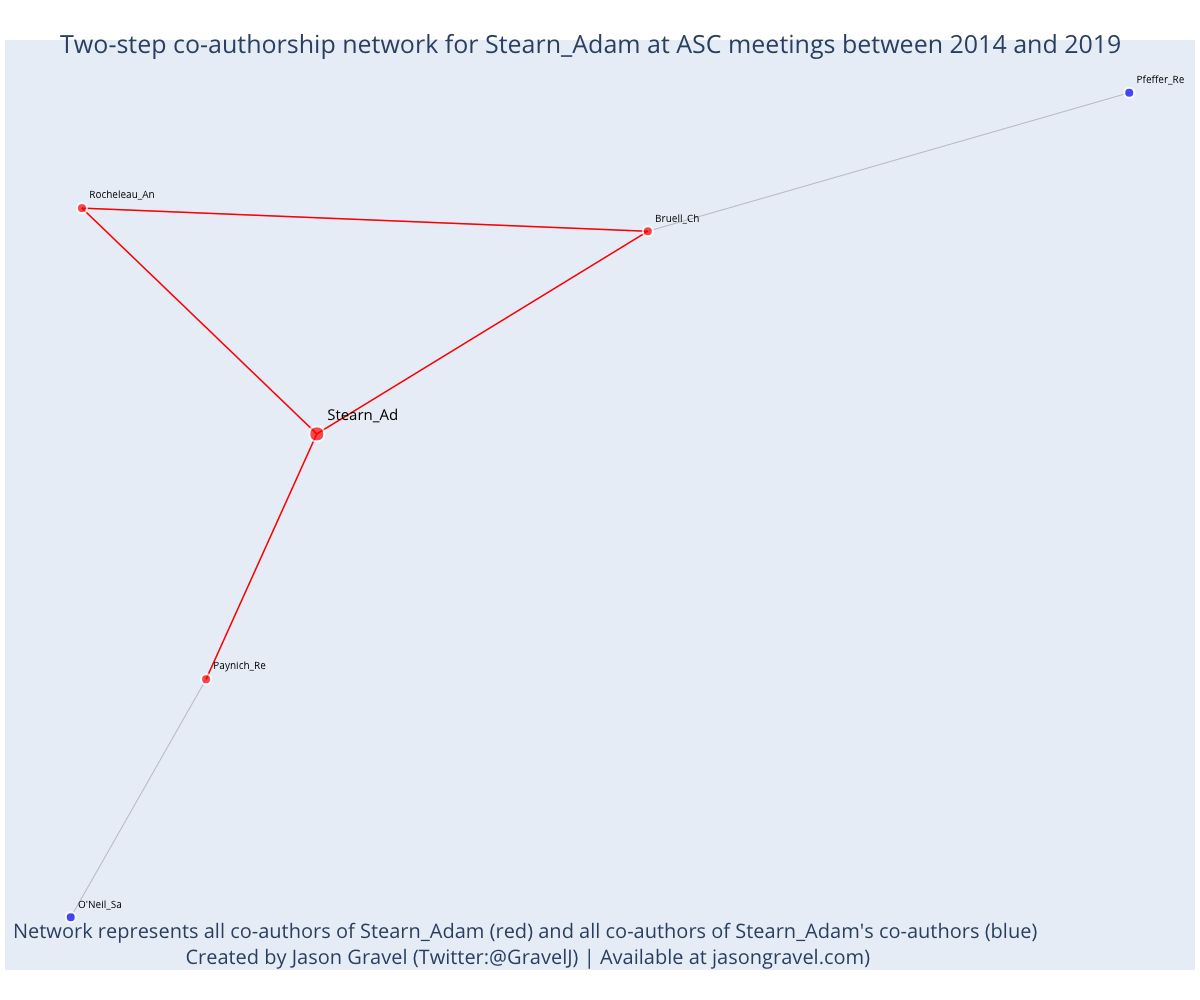 Two-step co-authorship network for Stearn_Adam at ASC meetings between 2014 and 2019
Pfeffer_Re
Rocheleau_An
Bruell_Ch
Stearn_Ad
Paynich_Re
O'Neil_Sa
Network represents all co-authors of Stearn_Adam (red) and all co-authors of Stearn_Adam's co-authors (blue)
Created by Jason Gravel (Twitter:@GravelJ) | Available at jasongravel.com)